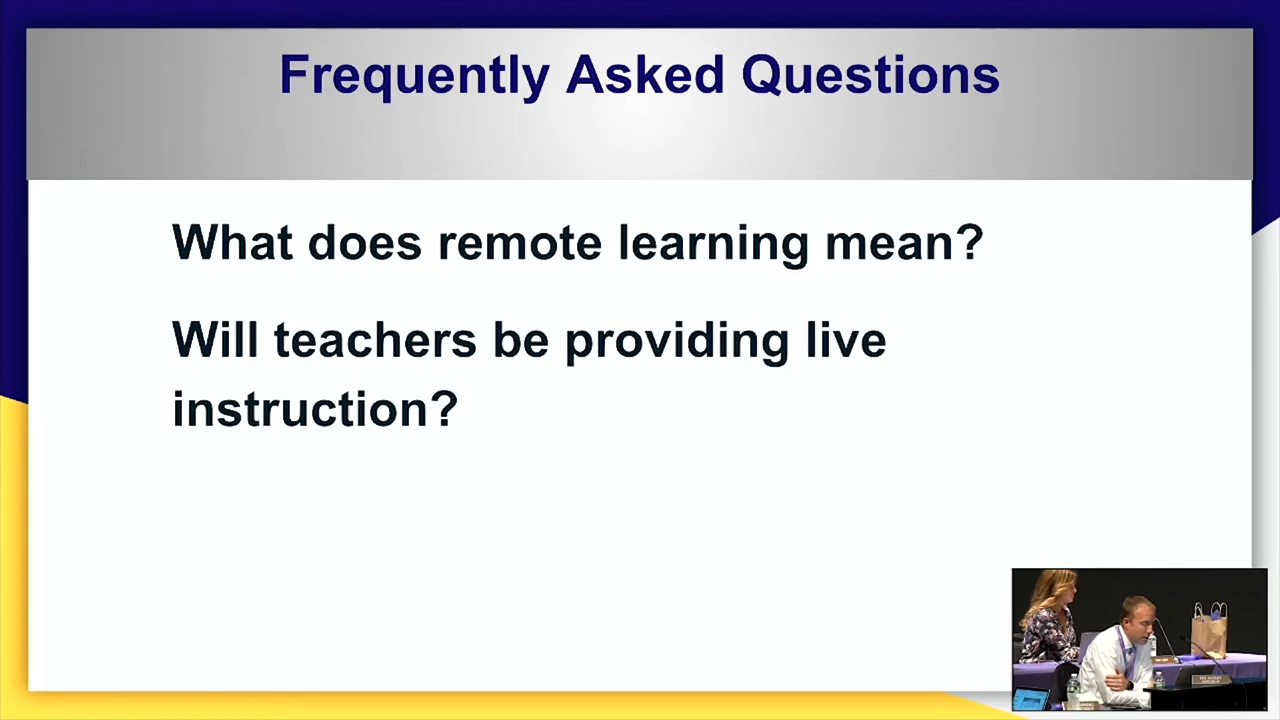 Frequently Asked Questions
What does remote learning mean?
Will teachers be providing live
instruction?